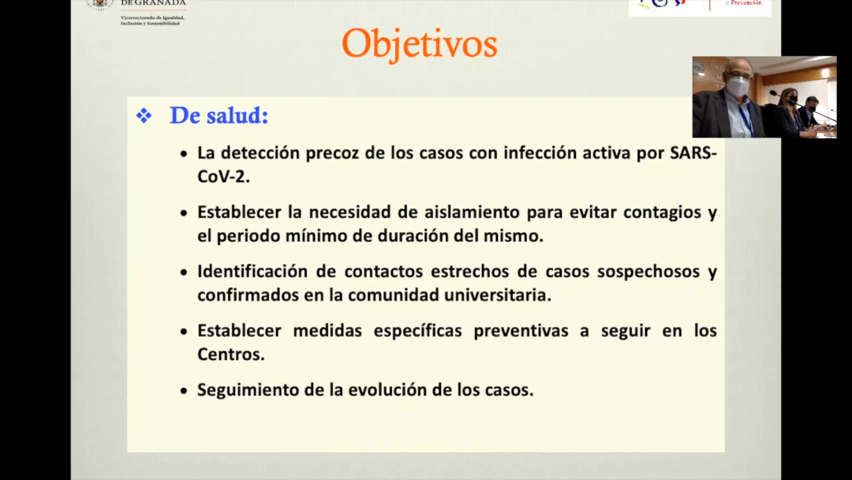 DE GRANADA
Vicerrectorado de Igualdad,
Inclusión y Sostenibilidad
y Prevención
Objetivos
De salud:
• La detección precoz de los casos con infección activa por SARS-
CoV-2.
• Establecer la necesidad de aislamiento para evitar contagios y
el periodo mínimo de duración del mismo.
• Identificación de contactos estrechos de casos sospechosos y
confirmados en la comunidad universitaria.
• Establecer medidas específicas preventivas a seguir en los
Centros.
• Seguimiento de la evolución de los casos.